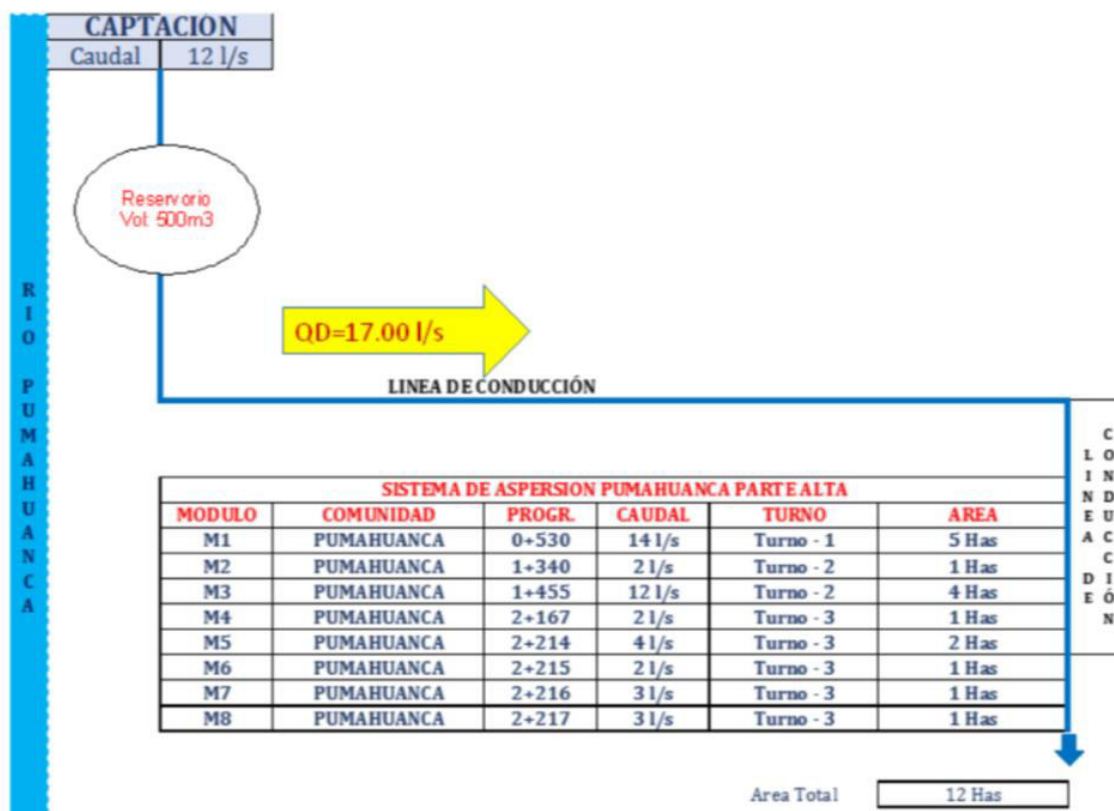 CAPTACIÓN
Caudal 12 l/s
Reservorio
Vol: 500m3
RIO PUMAHUANCA
QD=17.00 l/s
LINEA DE CONDUCCIÓN
LINEA DE CONDUCCIÓN
SISTEMA DE ASPERSION PUMAHUANCA PARTE ALTA
MODULO COMUNIDAD PROGR. CAUDAL TURNO AREA
M1 PUMAHUANCA 0+530 14 l/s Turno - 1 5 Has
M2 PUMAHUANCA 1+340 2 l/s Turno - 2 1 Has
M3 PUMAHUANCA 1+455 12 l/s Turno - 2 4 Has
M4 PUMAHUANCA 2+167 2 l/s Turno - 3 1 Has
M5 PUMAHUANCA 2+214 4 l/s Turno - 3 2 Has
M6 PUMAHUANCA 2+215 2 l/s Turno - 3 1 Has
M7 PUMAHUANCA 2+216 3 l/s Turno - 3 1 Has
M8 PUMAHUANCA 2+217 3 l/s Turno - 3 1 Has
Area Total 12 Has